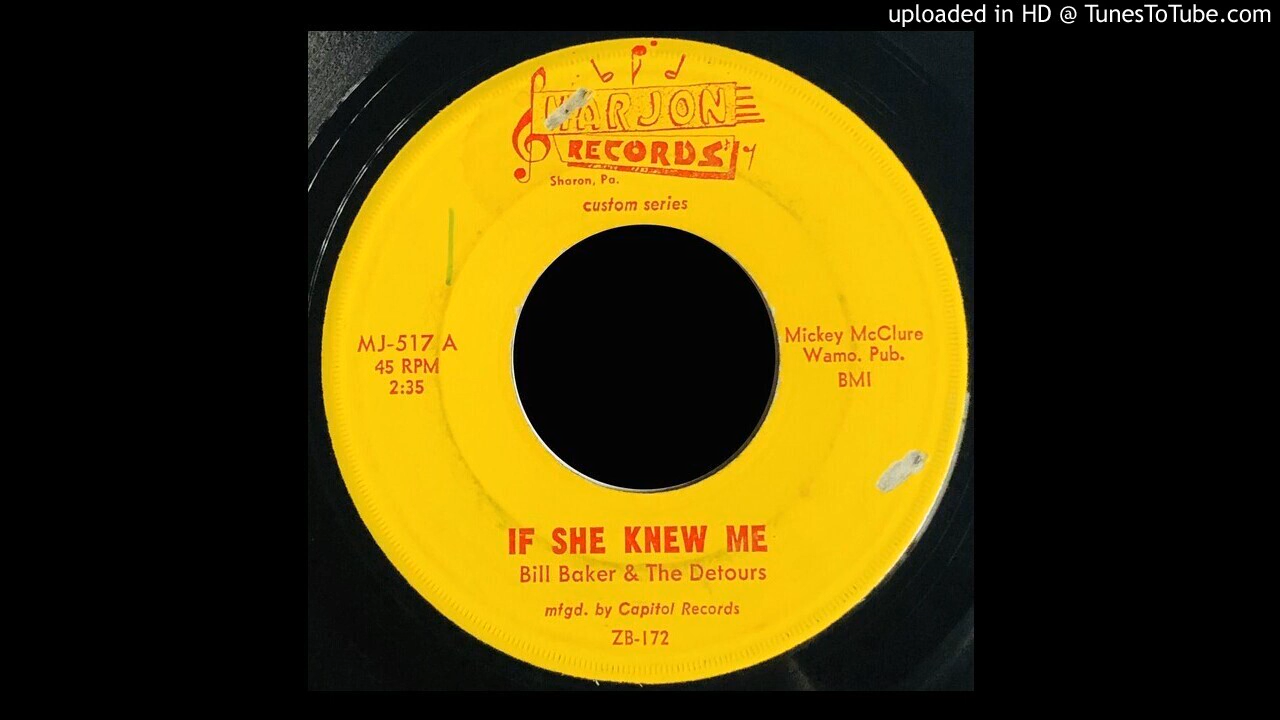 uploaded in HD @ TunesToTube.com
MARJON
RECORDS
Sharon, Pa.
custom series
MJ-517 A
45 RPM
2:35
Mickey McClure
Wamo. Pub.
BMI
IF SHE KNEW ME
Bill Baker & The Detours
mfgd. by Capitol Records
ZB-172